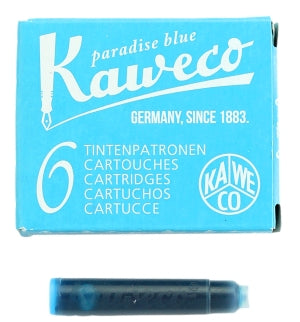 paradise blue
Kaweco
GERMANY, SINCE 1883.
6
TINTENPATRONEN
CARTOUCHES
CARTRIDGES
CARTUCHOS
CARTUCCE
KA WE
CO